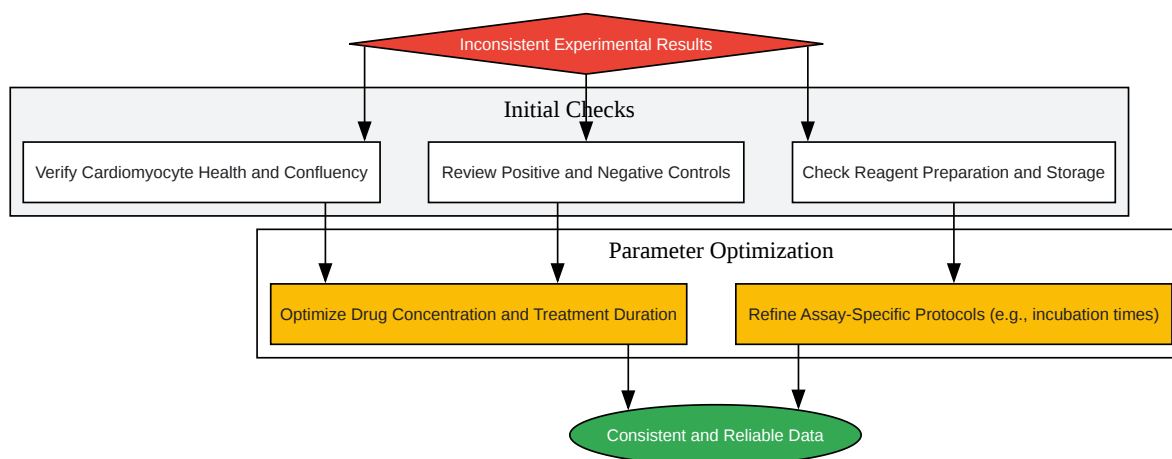 Inconsistent Experimental Results
Initial Checks
Verify Cardiomyocyte Health and Confluency
Review Positive and Negative Controls
Check Reagent Preparation and Storage
Parameter Optimization
Optimize Drug Concentration and Treatment Duration
Refine Assay-Specific Protocols (e.g., incubation times)
Consistent and Reliable Data